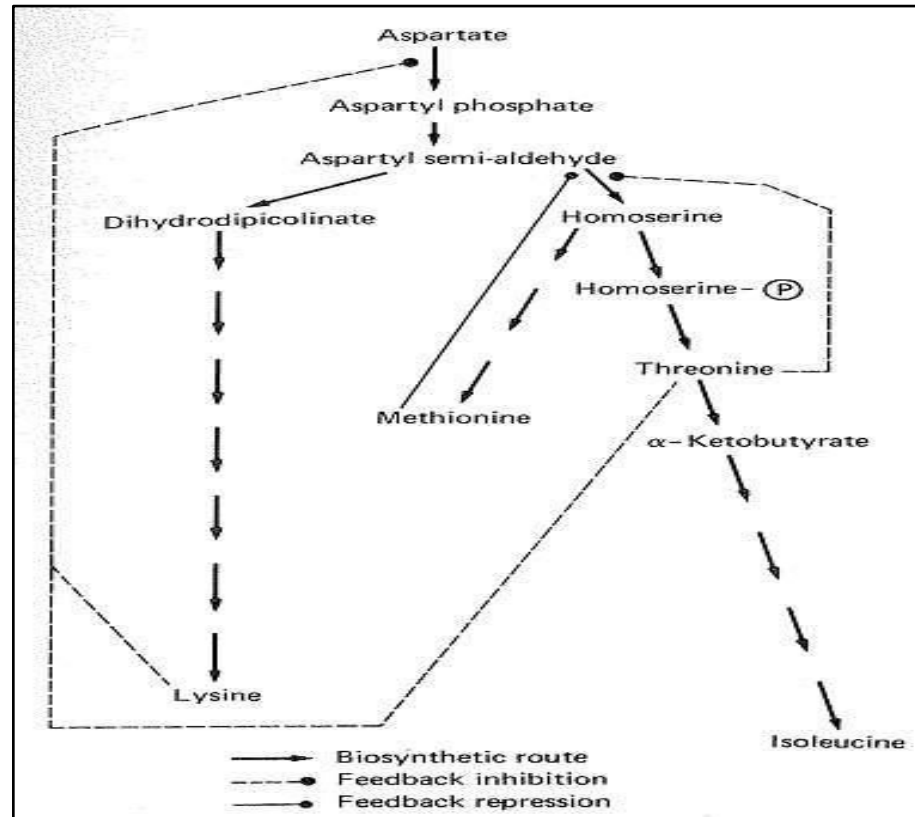 Aspartate
Aspartyl phosphate
Aspartyl semi-aldehyde
Dihydrodipicolinate
Homoserine
Homoserine - P
Threonine
Methionine
α- Ketobutyrate
Lysine
Isoleucine
Biosynthetic route
Feedback inhibition
Feedback repression